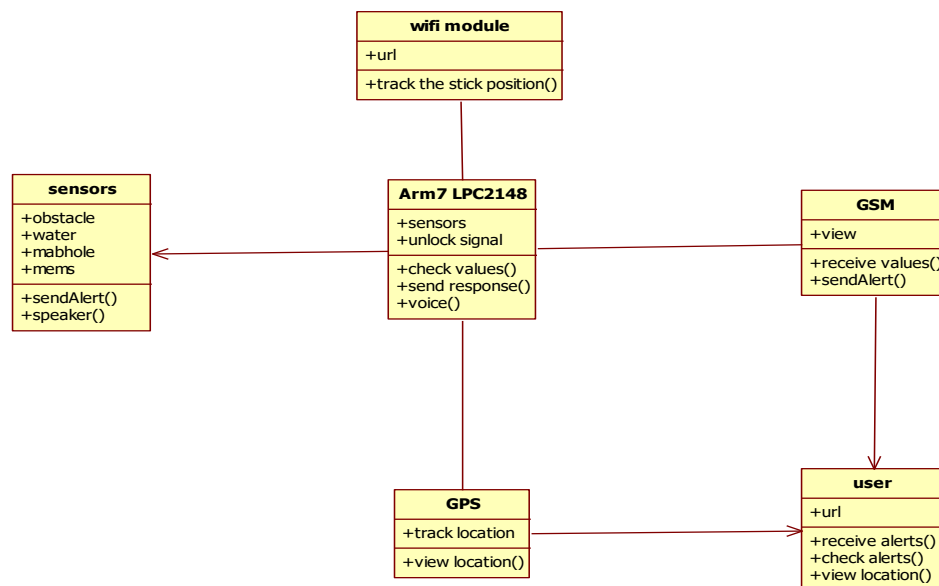 wifi module
+url
+track the stick position()
sensors
+obstacle
+water
+mabhole
+mems
+sendAlert()
+speaker()
Arm7 LPC2148
+sensors
+unlock signal
+check values()
+send response()
+voice()
GSM
+view
+receive values()
+sendAlert()
GPS
+track location
+view location()
user
+url
+receive alerts()
+check alerts()
+view location()